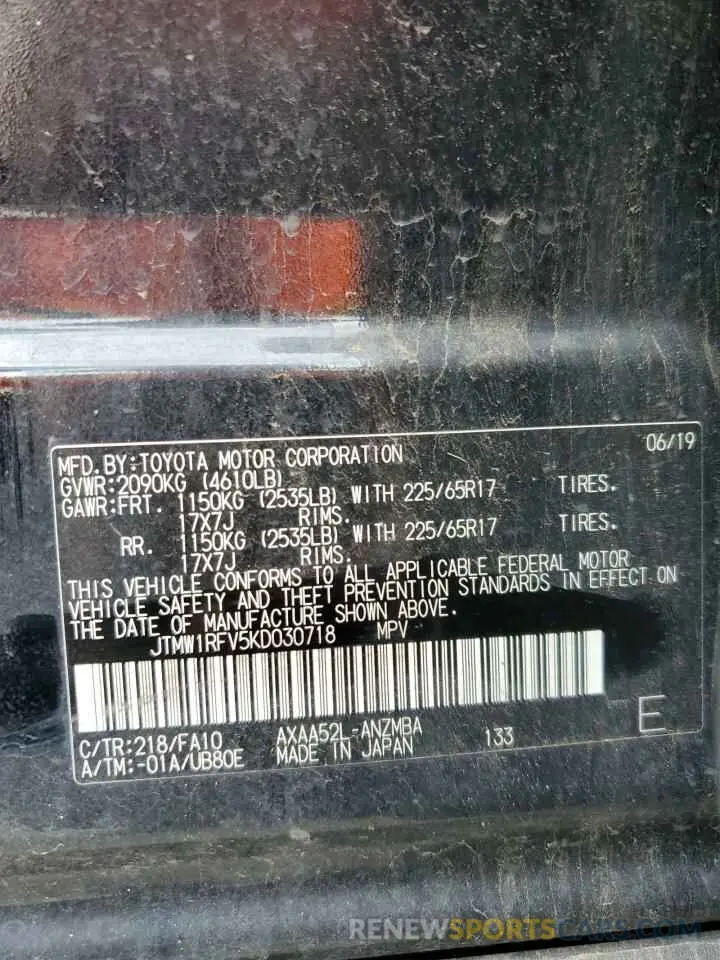 06/19
MFD.BY:TOYOTA MOTOR CORPORATION
GVWR:2090KG (4610LB)
GAWR:FRT. 1150KG (2535LB) WITH 225/65R17 TIRES.
17X7J RIMS.
RR. 1150KG (2535LB) WITH 225/65R17 TIRES.
17X7J RIMS.
THIS VEHICLE CONFORMS TO ALL APPLICABLE FEDERAL MOTOR
VEHICLE SAFETY AND THEFT PREVENTION STANDARDS IN EFFECT ON
THE DATE OF MANUFACTURE SHOWN ABOVE.
JTMW1RFV5KD030718 MPV
C/TR:218/FA10 AXAA52L-ANZMBA 133 E
A/TM:-01A/UB80E MADE IN JAPAN
RENEWSPORTSCARS.COM